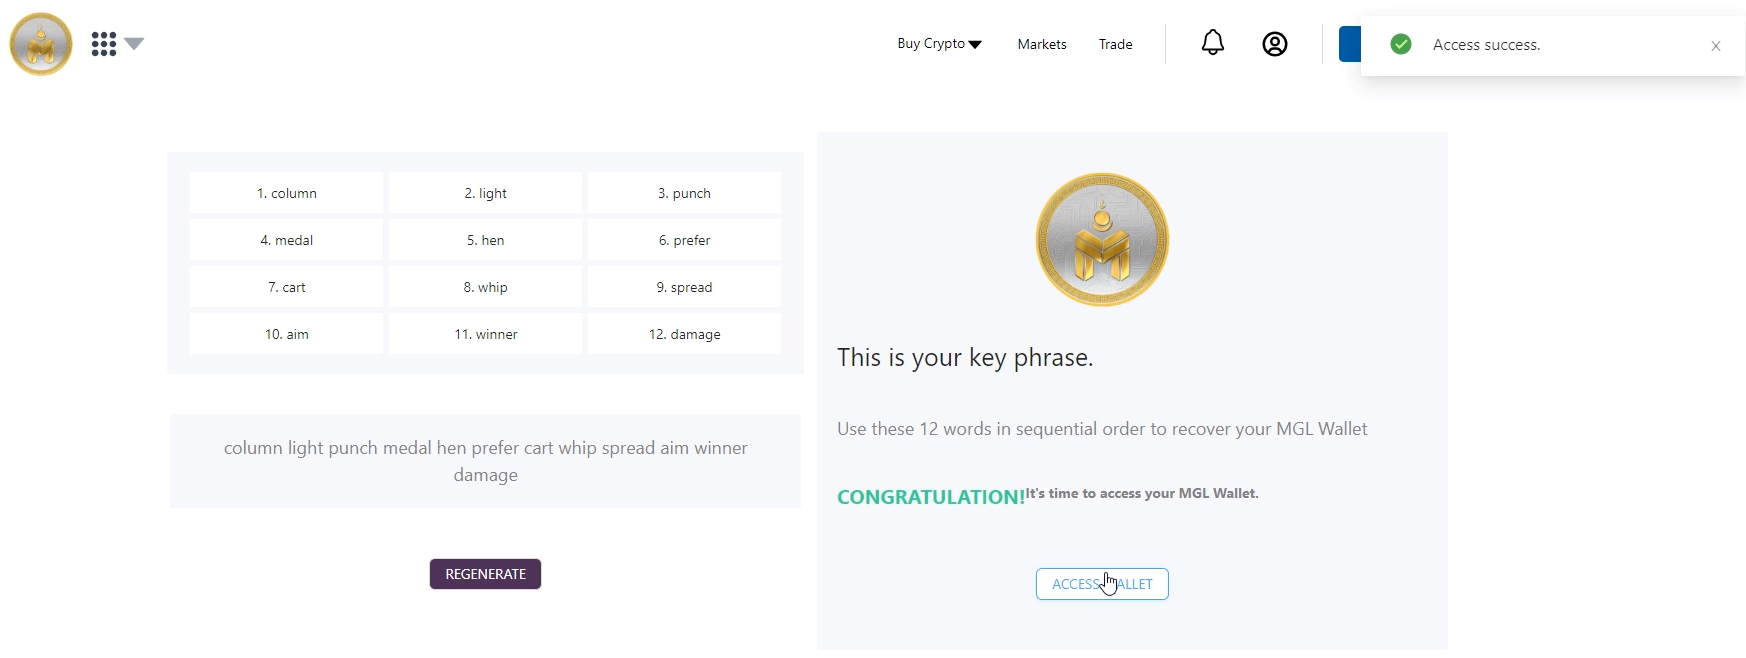 Buy Crypto Markets Trade
Access success. X
1. column 2. light 3. punch
4. medal 5. hen 6. prefer
7. cart 8. whip 9. spread
10. aim 11. winner 12. damage
column light punch medal hen prefer cart whip spread aim winner
damage
REGENERATE
This is your key phrase.
Use these 12 words in sequential order to recover your MGL Wallet
CONGRATULATION!It's time to access your MGL Wallet.
ACCESS WALLET